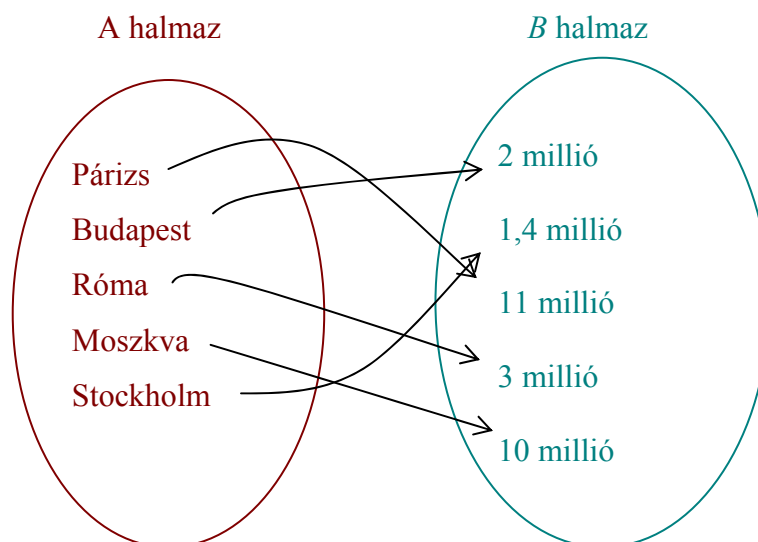 A halmaz
B halmaz
Párizs
Budapest
Róma
Moszkva
Stockholm
2 millió
1,4 millió
11 millió
3 millió
10 millió